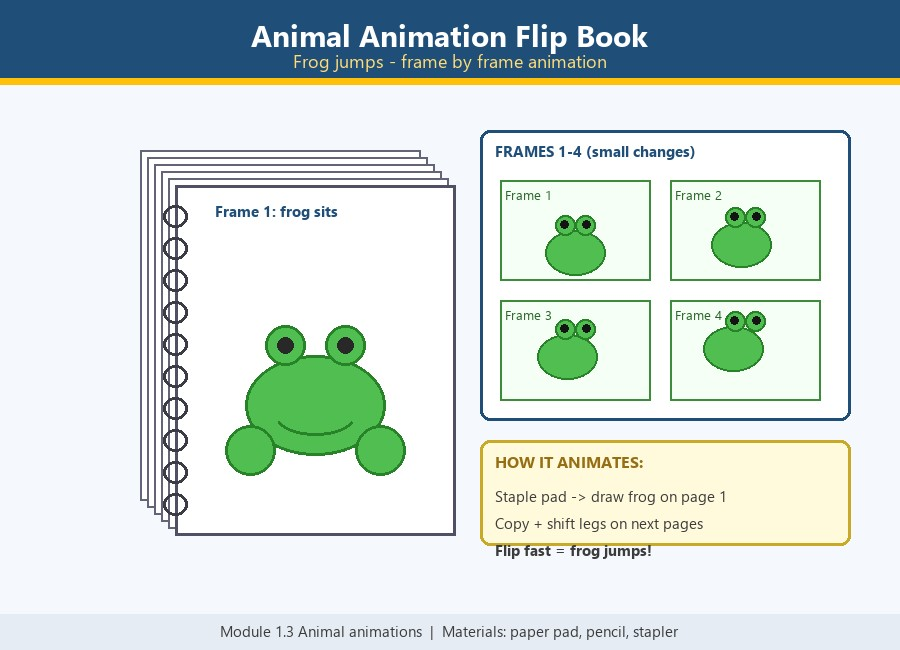 Animal Animation Flip Book
Frog jumps - frame by frame animation
Frame 1: frog sits
FRAMES 1-4 (small changes)
Frame 1
Frame 2
Frame 3
Frame 4
HOW IT ANIMATES:
Staple pad -> draw frog on page 1
Copy + shift legs on next pages
Flip fast = frog jumps!
Module 1.3 Animal animations | Materials: paper pad, pencil, stapler